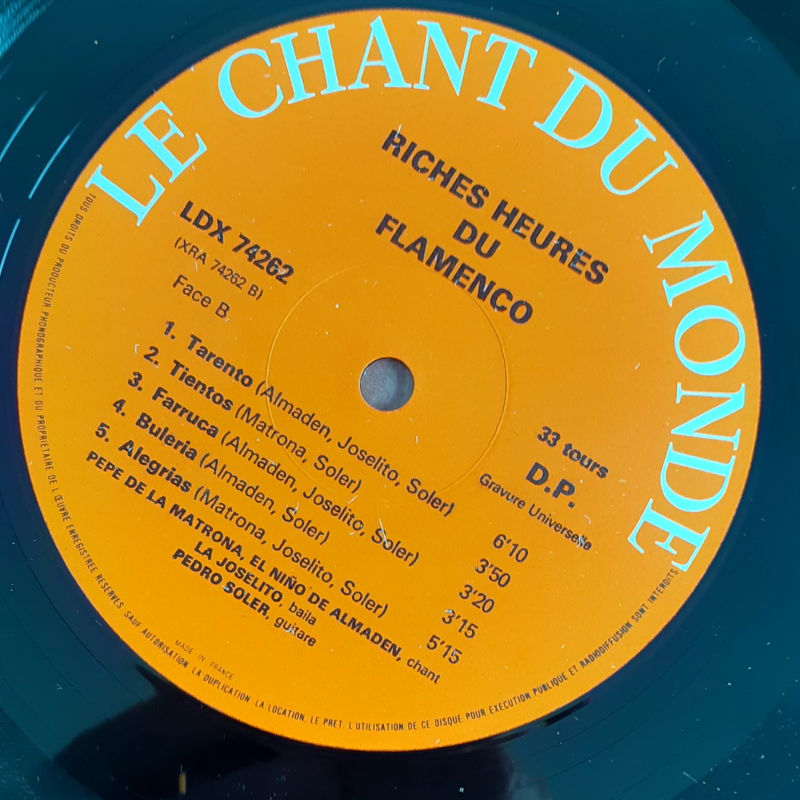 LE CHANT DU MONDE
RICHES HEURES
DU
FLAMENCO
LDX 74262
(XRA 74262 B)
Face B
33 tours
D.P.
Gravure Universelle
1. Tarento (Almaden, Joselito, Soler) 6'10
2. Tientos (Matrona, Soler) 3'50
3. Farruca (Almaden, Joselito, Soler) 3'20
4. Buleria (Almaden, Soler) 3'15
5. Alegrias (Matrona, Joselito, Soler) 5'15
PEPE DE LA MATRONA, EL NIÑO DE ALMADEN, chant
LA JOSELITO, baila
PEDRO SOLER, guitare
MADE IN FRANCE
TOUS DROITS DU PRODUCTEUR PHONOGRAPHIQUE ET DU PROPRIETAIRE DE L'ŒUVRE ENREGISTREE RESERVES. SAUF AUTORISATION, LA DUPLICATION, LA LOCATION, LE PRET, L'UTILISATION DE CE DISQUE POUR EXECUTION PUBLIQUE ET RADIODIFFUSION SONT INTERDITS